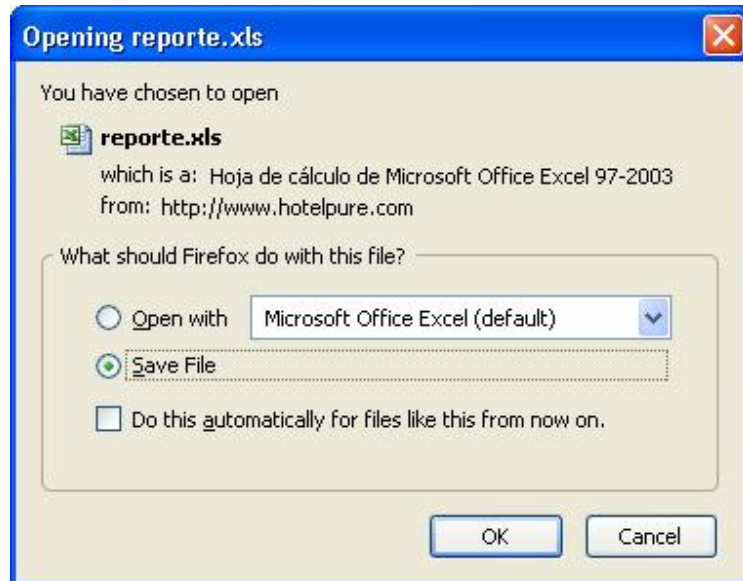 Opening reporte.xls
You have chosen to open
reporte.xls
which is a: Hoja de cálculo de Microsoft Office Excel 97-2003
from: http://www.hotelpure.com
What should Firefox do with this file?
Open with Microsoft Office Excel (default)
Save File
Do this automatically for files like this from now on.
OK Cancel